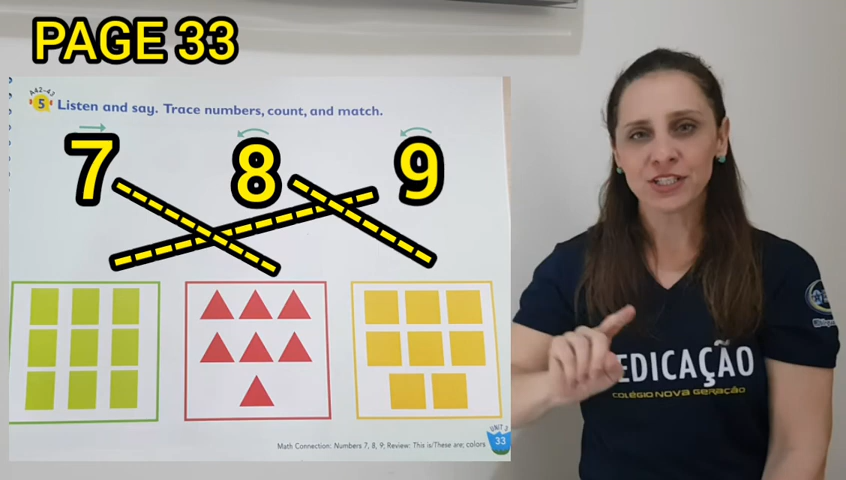 PAGE 33
A42-43
5 Listen and say. Trace numbers, count, and match.
7 8 9
EDICAÇÃO
COLÉGIO NOVA GERAÇÃO
UNIT 3
33
Math Connection: Numbers 7, 8, 9; Review: This is/These are; colors